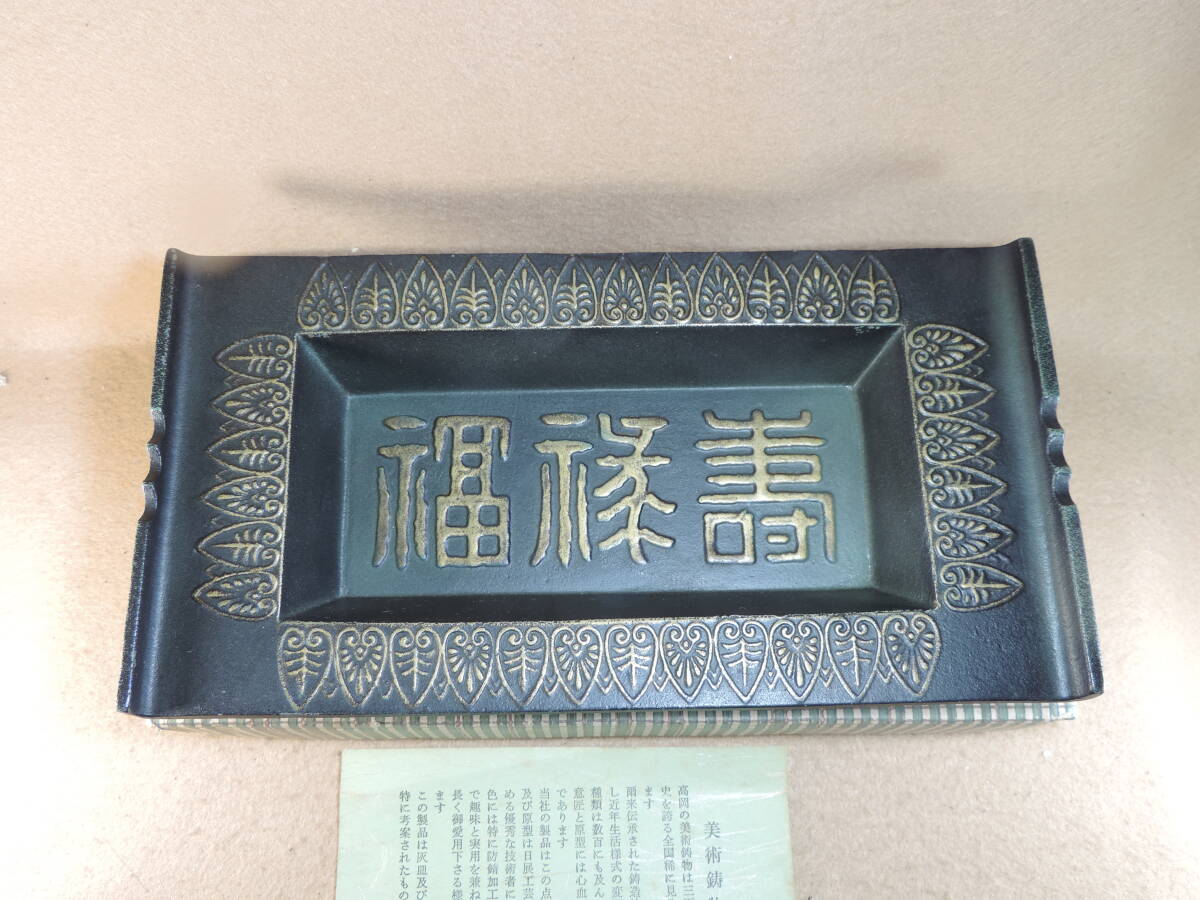 福禄寿
美術鋳
高岡の美術鋳物は三
史を誇る全国稀に見
ます
爾来伝承された鋳造
し近年生活様式の変
種類は数百にも及ん
意匠と原型には心血
であります
当社の製品はこの点
及び原型は日展工芸
める優秀な技術者に
色には特に防錆加工
で趣味と実用を兼ね
長く御愛用下さる様
ます
この製品は灰皿及び
特に考案されたもの